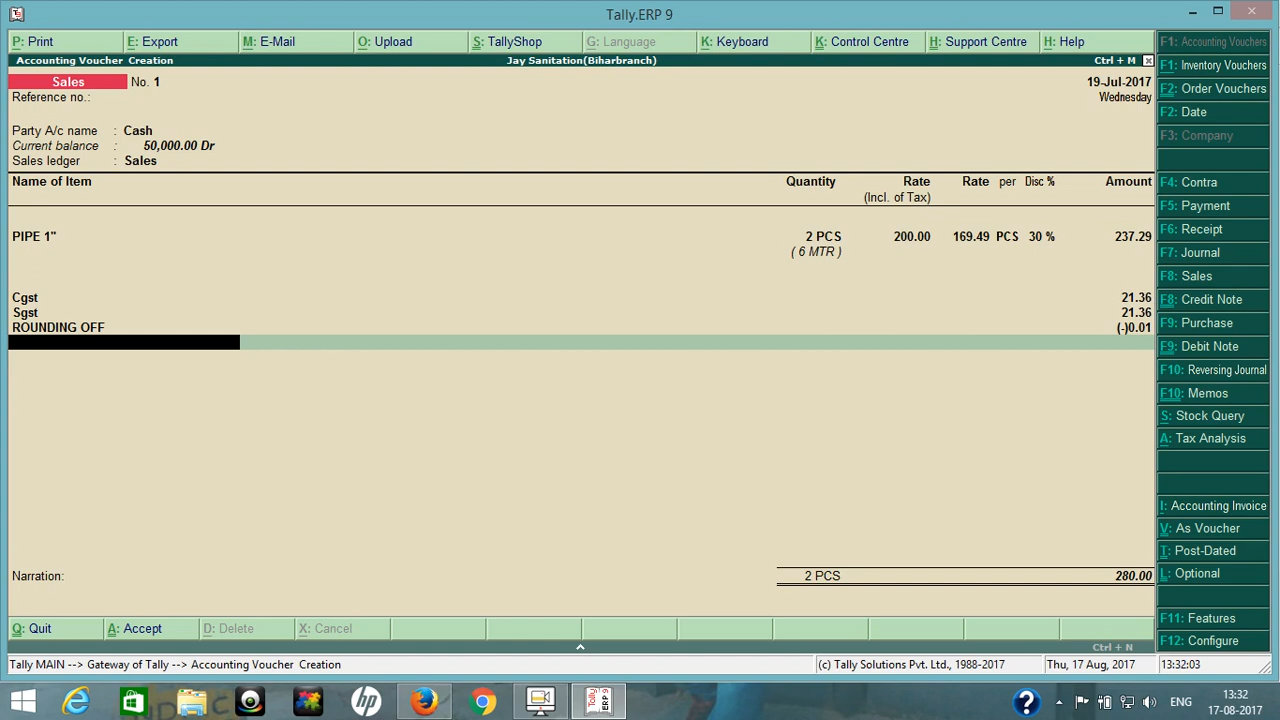 Tally.ERP 9
P: Print E: Export M: E-Mail O: Upload S: TallyShop G: Language K: Keyboard K: Control Centre H: Support Centre H: Help
Accounting Voucher Creation Jay Sanitation(Biharbranch) Ctrl + M
Sales No. 1 19-Jul-2017
Reference no.: Wednesday
Party A/c name : Cash
Current balance : 50,000.00 Dr
Sales ledger : Sales
Name of Item Quantity Rate Rate per Disc % Amount
(Incl. of Tax)
PIPE 1" 2 PCS 200.00 169.49 PCS 30 % 237.29
( 6 MTR )
Cgst 21.36
Sgst 21.36
ROUNDING OFF (-)0.01
Narration: 2 PCS 280.00
Q: Quit A: Accept D: Delete X: Cancel
Ctrl + N
Tally MAIN --> Gateway of Tally --> Accounting Voucher Creation (c) Tally Solutions Pvt. Ltd., 1988-2017 Thu, 17 Aug, 2017 13:32:03
F1: Accounting Vouchers
F1: Inventory Vouchers
F2: Order Vouchers
F2: Date
F3: Company
F4: Contra
F5: Payment
F6: Receipt
F7: Journal
F8: Sales
F8: Credit Note
F9: Purchase
F9: Debit Note
F10: Reversing Journal
F10: Memos
S: Stock Query
A: Tax Analysis
I: Accounting Invoice
V: As Voucher
T: Post-Dated
L: Optional
F11: Features
F12: Configure
hp
Tally ERP 9
ENG
13:32
17-08-2017